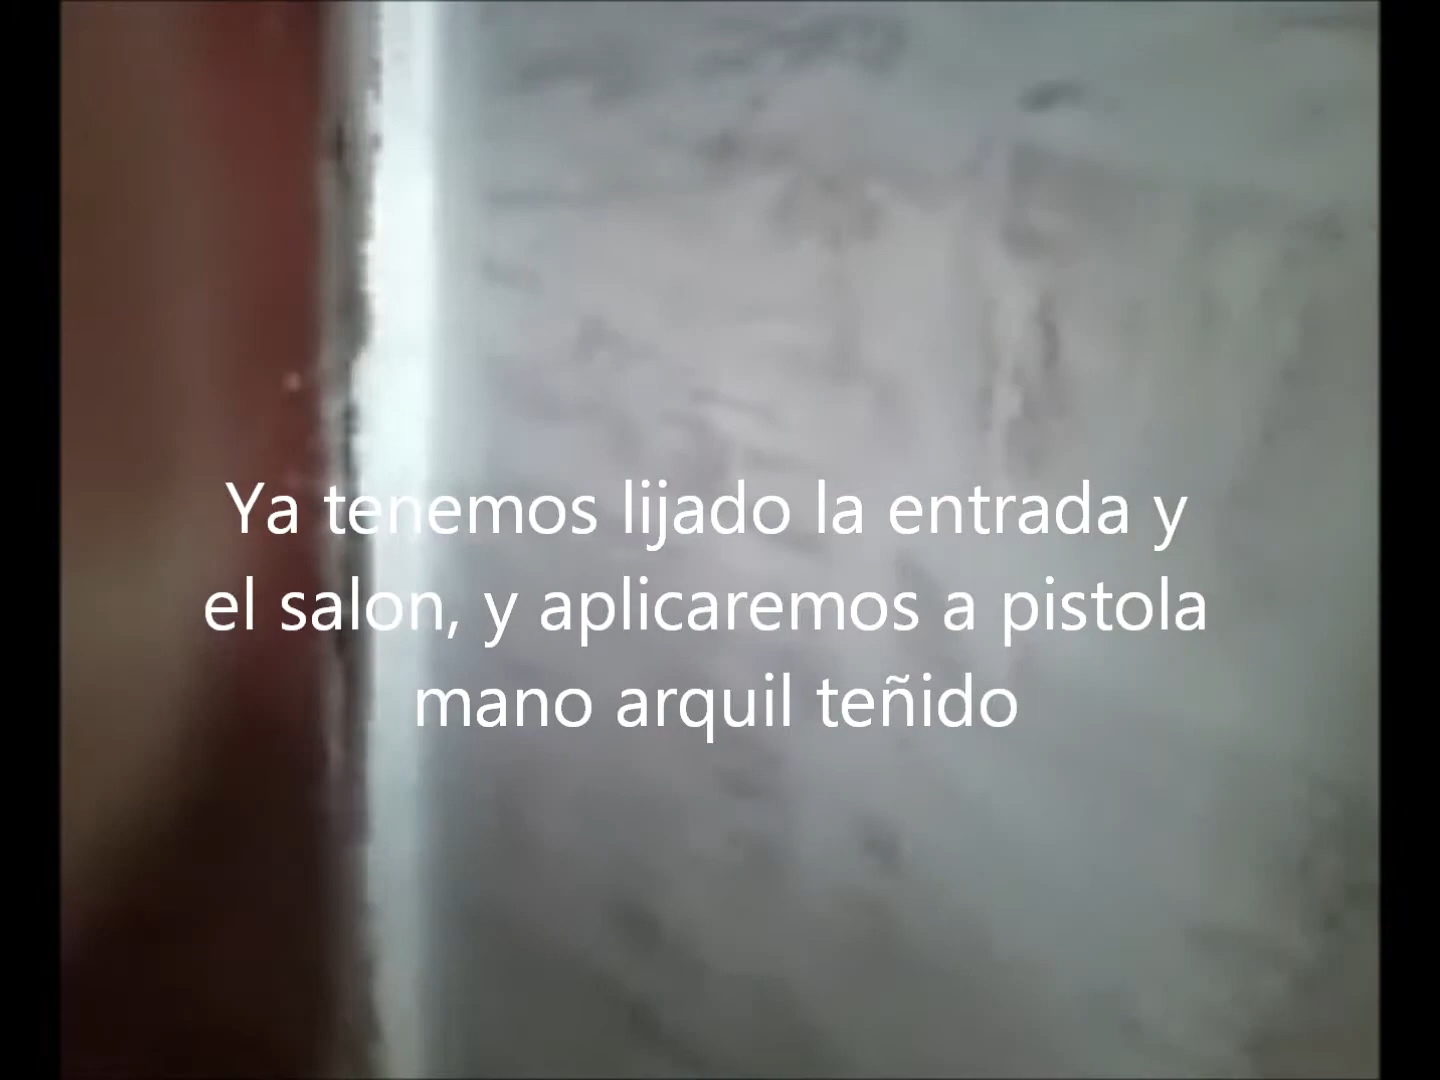 Ya tenemos lijado la entrada y
el salon, y aplicaremos a pistola
mano arquil teñido